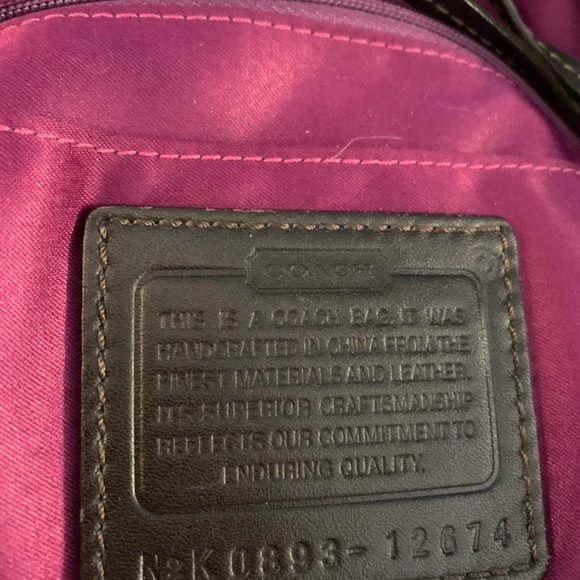 COACH
THIS IS A COACH BAG. IT WAS
HANDCRAFTED IN CHINA FROM THE
FINEST MATERIALS AND LEATHER.
ITS SUPERIOR CRAFTSMANSHIP
REFLECTS OUR COMMITMENT TO
ENDURING QUALITY.
No K0893-12674